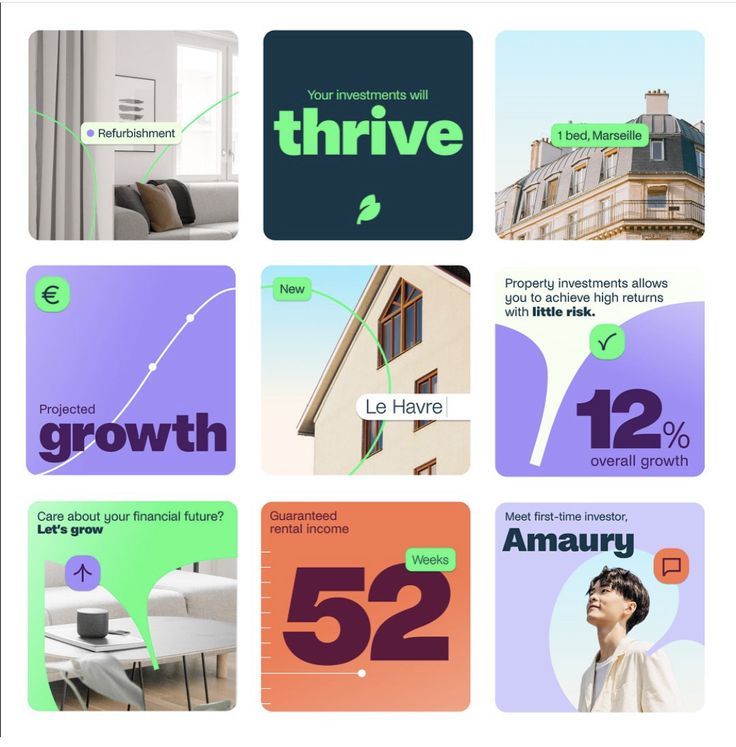 Refurbishment
Your investments will
thrive
1 bed, Marseille
€
Projected
growth
New
Le Havre
Property investments allows
you to achieve high returns
with little risk.
12%
overall growth
Care about your financial future?
Let's grow
Guaranteed
rental income
Weeks
52
Meet first-time investor,
Amaury